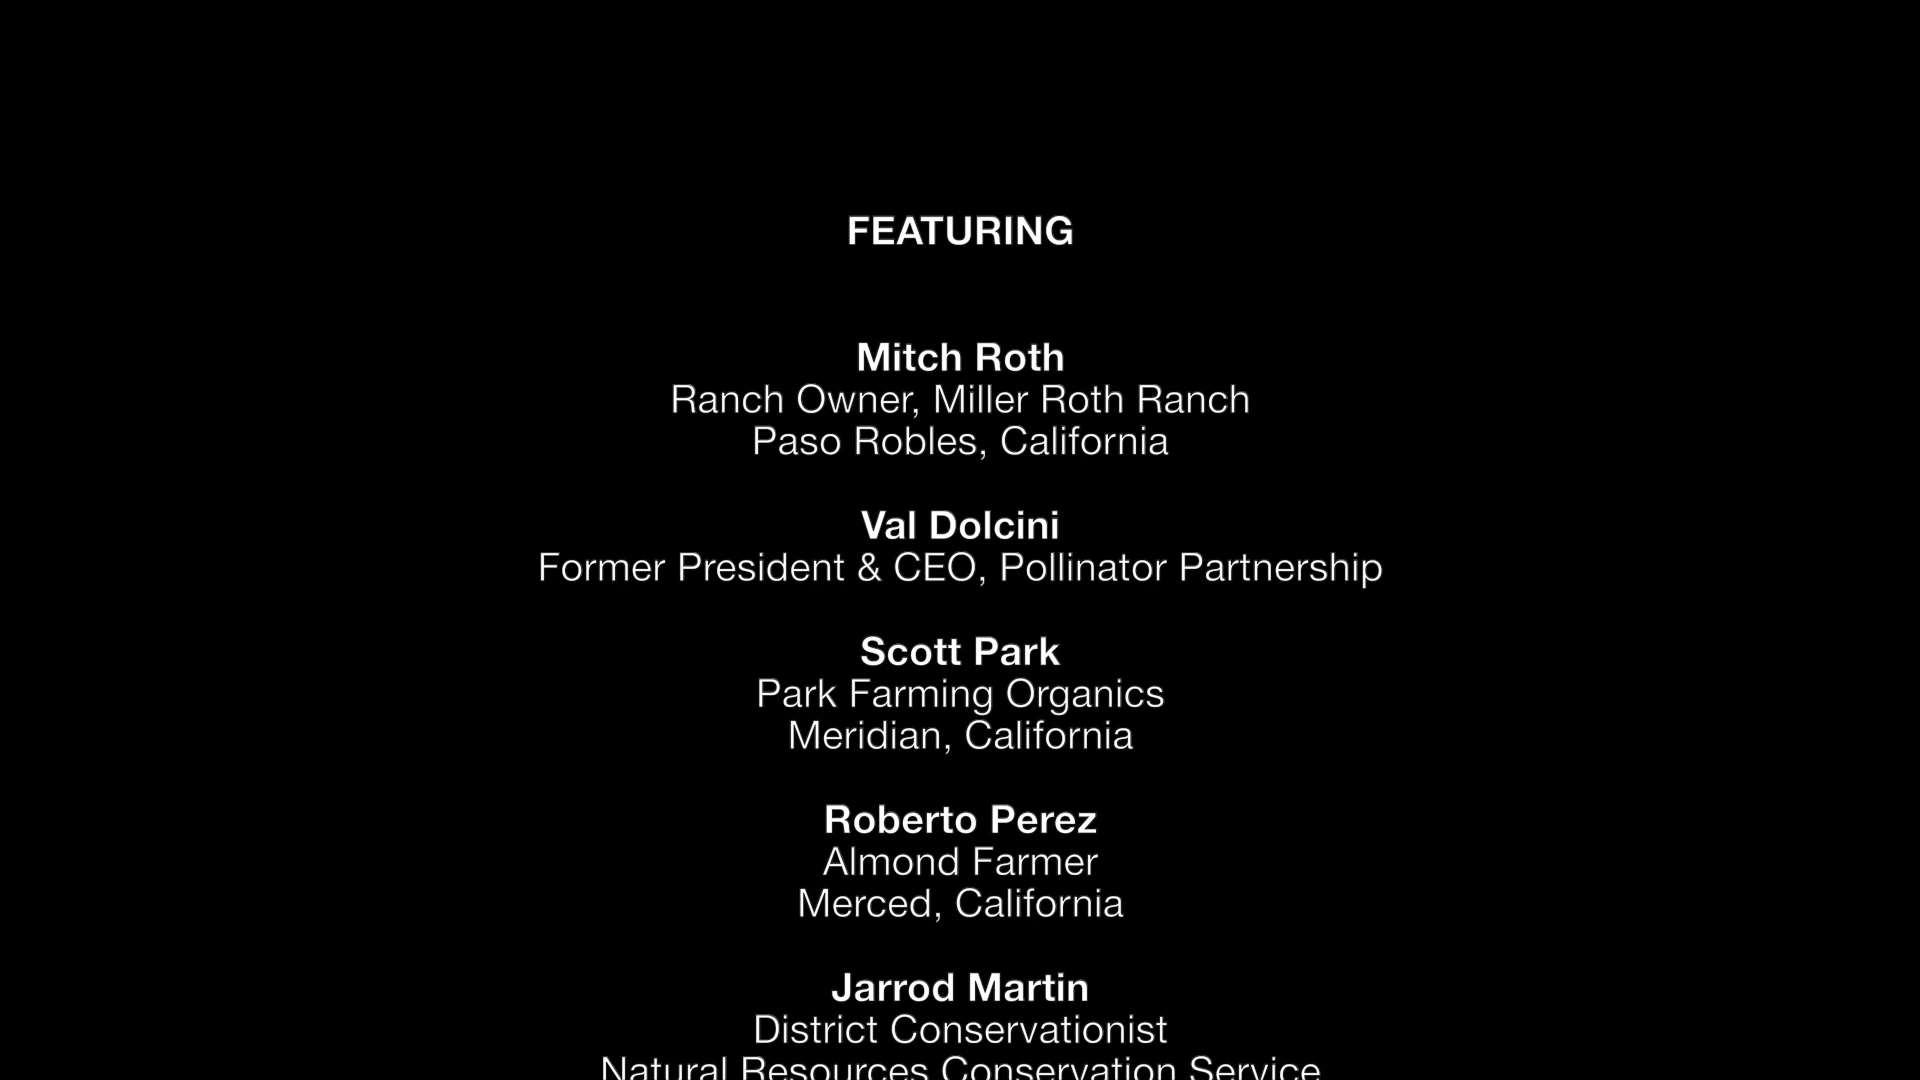 FEATURING
Mitch Roth
Ranch Owner, Miller Roth Ranch
Paso Robles, California
Val Dolcini
Former President & CEO, Pollinator Partnership
Scott Park
Park Farming Organics
Meridian, California
Roberto Perez
Almond Farmer
Merced, California
Jarrod Martin
District Conservationist
Natural Resources Conservation Service